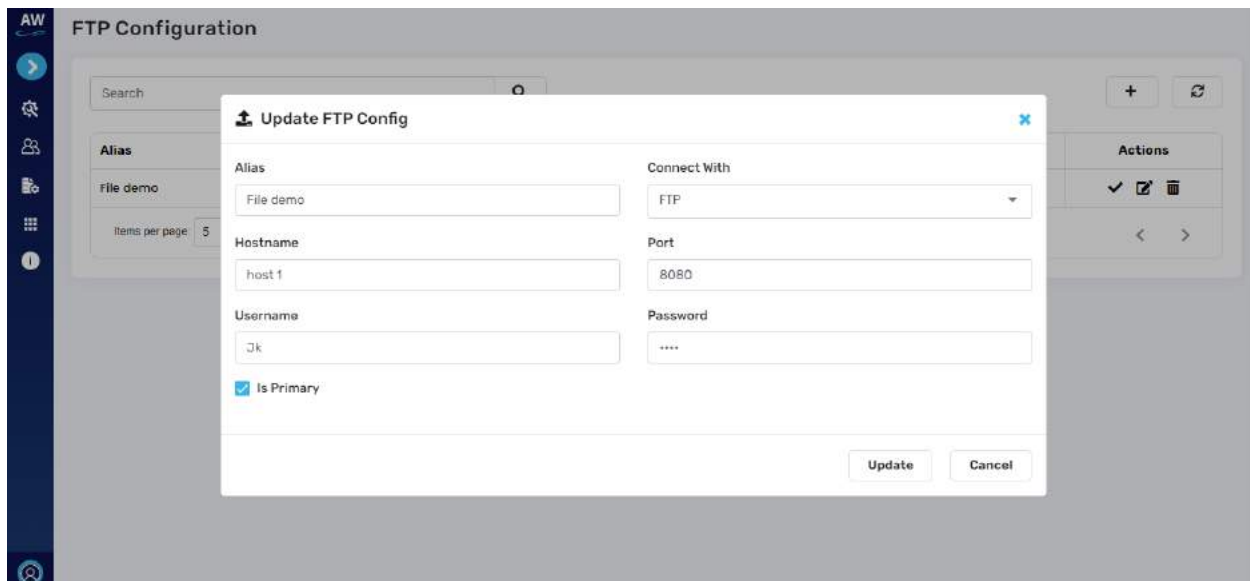 AW
FTP Configuration
Search
Alias
Actions
File demo
Items per page 5
Update FTP Config
Alias
Connect With
File demo
FTP
Hostname
Port
host 1
8080
Username
Password
Jk
****
Is Primary
Update
Cancel